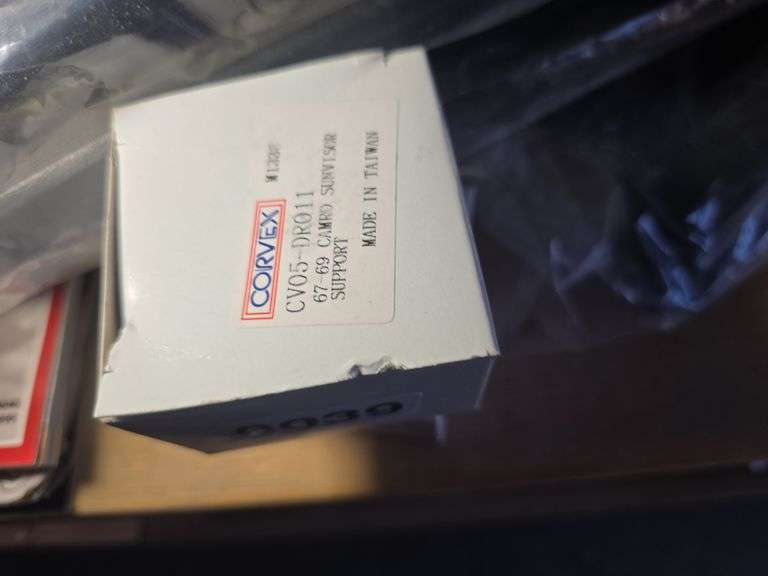 CORVEX
CV05-DR011
67-69 CAMRO SUNVISOR
SUPPORT
MADE IN TAIWAN